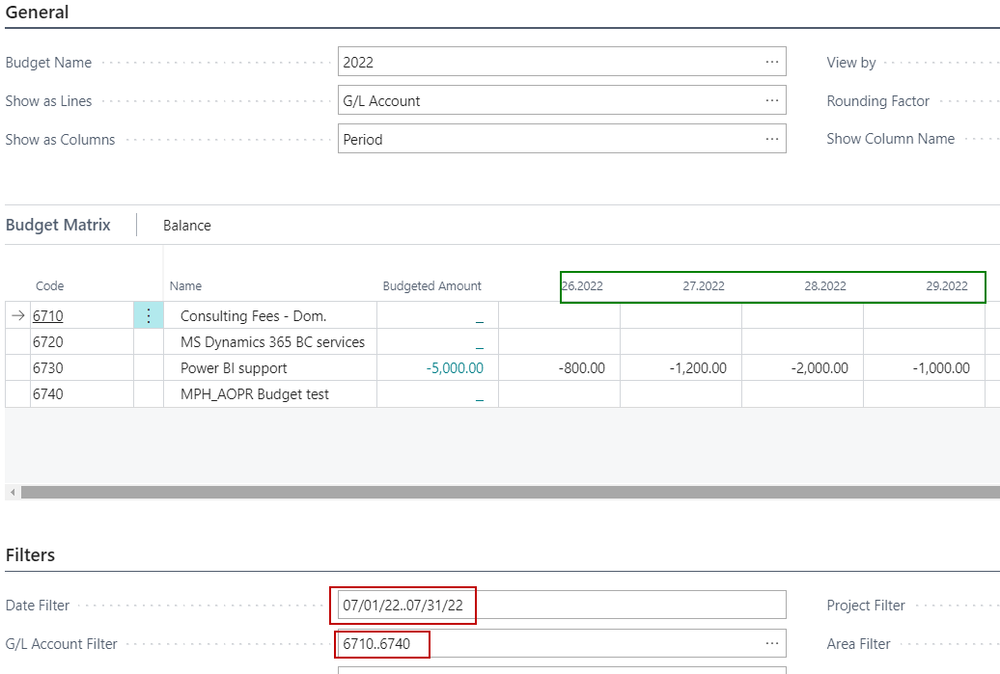 General
Budget Name 2022 ... View by
Show as Lines G/L Account ... Rounding Factor
Show as Columns Period ... Show Column Name
Budget Matrix Balance
Code Name Budgeted Amount 26.2022 27.2022 28.2022 29.2022
→ 6710 ⋮ Consulting Fees - Dom. _
6720 MS Dynamics 365 BC services _
6730 Power BI support -5,000.00 -800.00 -1,200.00 -2,000.00 -1,000.00
6740 MPH_AOPR Budget test _
Filters
Date Filter 07/01/22..07/31/22 Project Filter
G/L Account Filter 6710..6740 ... Area Filter